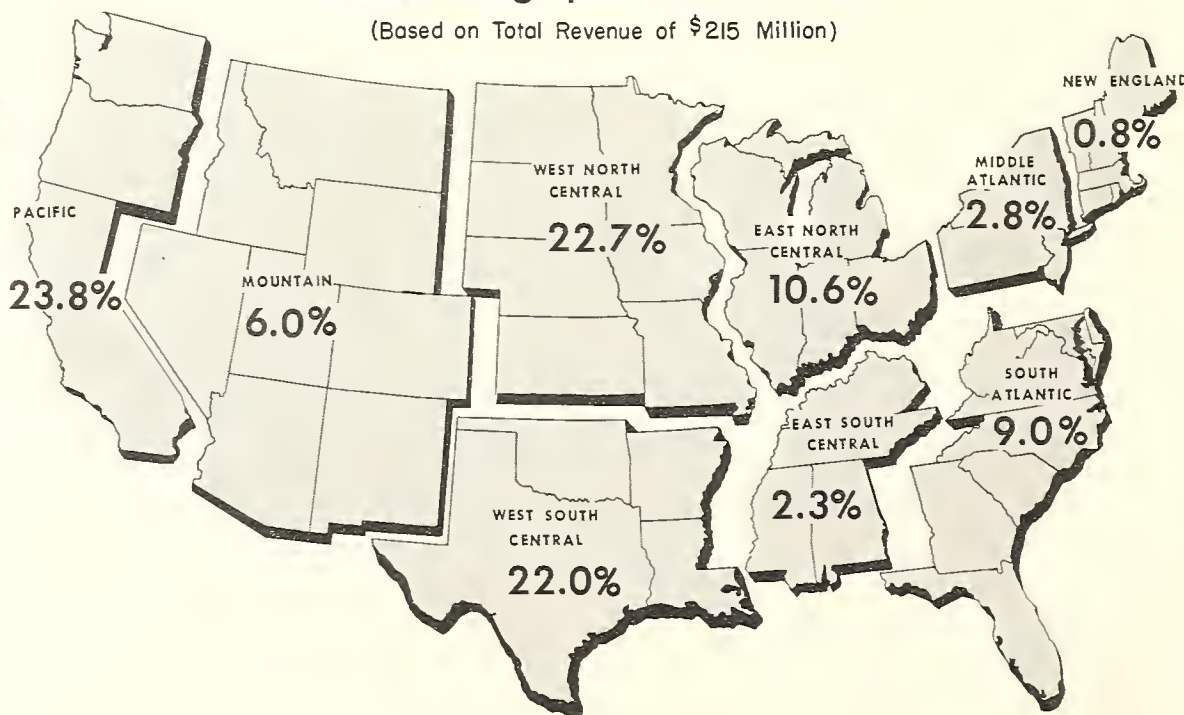 (Based on Total Revenue of $215 Million)
NEW ENGLAND
0.8%
MIDDLE
ATLANTIC
2.8%
WEST NORTH
CENTRAL
22.7%
EAST NORTH
CENTRAL
10.6%
PACIFIC
23.8%
MOUNTAIN
6.0%
SOUTH
ATLANTIC
9.0%
EAST SOUTH
CENTRAL
2.3%
WEST SOUTH
CENTRAL
22.0%